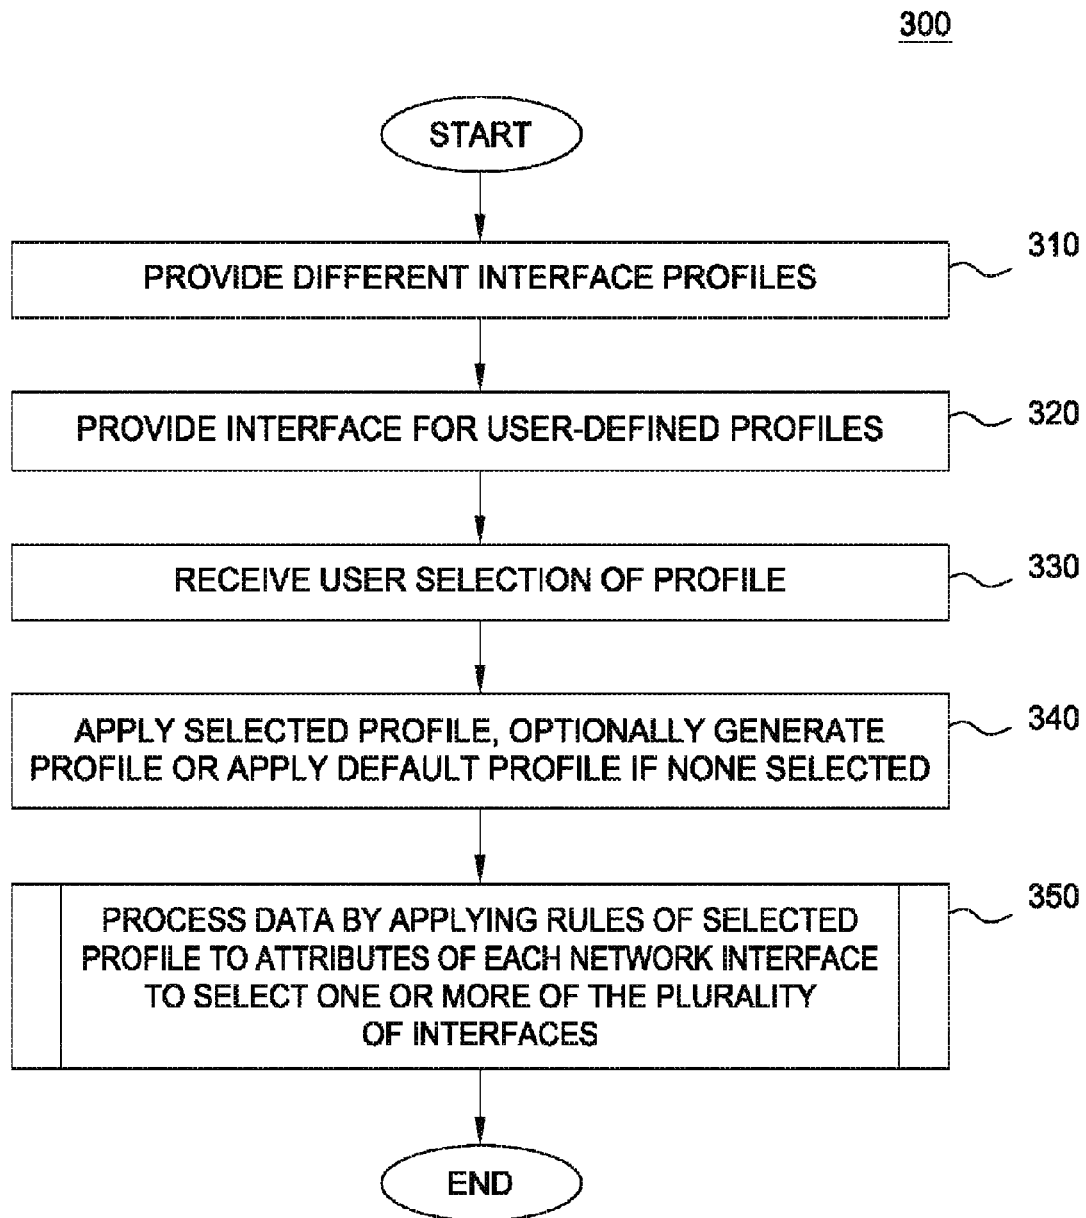 300
START
PROVIDE DIFFERENT INTERFACE PROFILES
310
PROVIDE INTERFACE FOR USER-DEFINED PROFILES
320
RECEIVE USER SELECTION OF PROFILE
330
APPLY SELECTED PROFILE, OPTIONALLY GENERATE
PROFILE OR APPLY DEFAULT PROFILE IF NONE SELECTED
340
PROCESS DATA BY APPLYING RULES OF SELECTED
PROFILE TO ATTRIBUTES OF EACH NETWORK INTERFACE
TO SELECT ONE OR MORE OF THE PLURALITY
OF INTERFACES
350
END